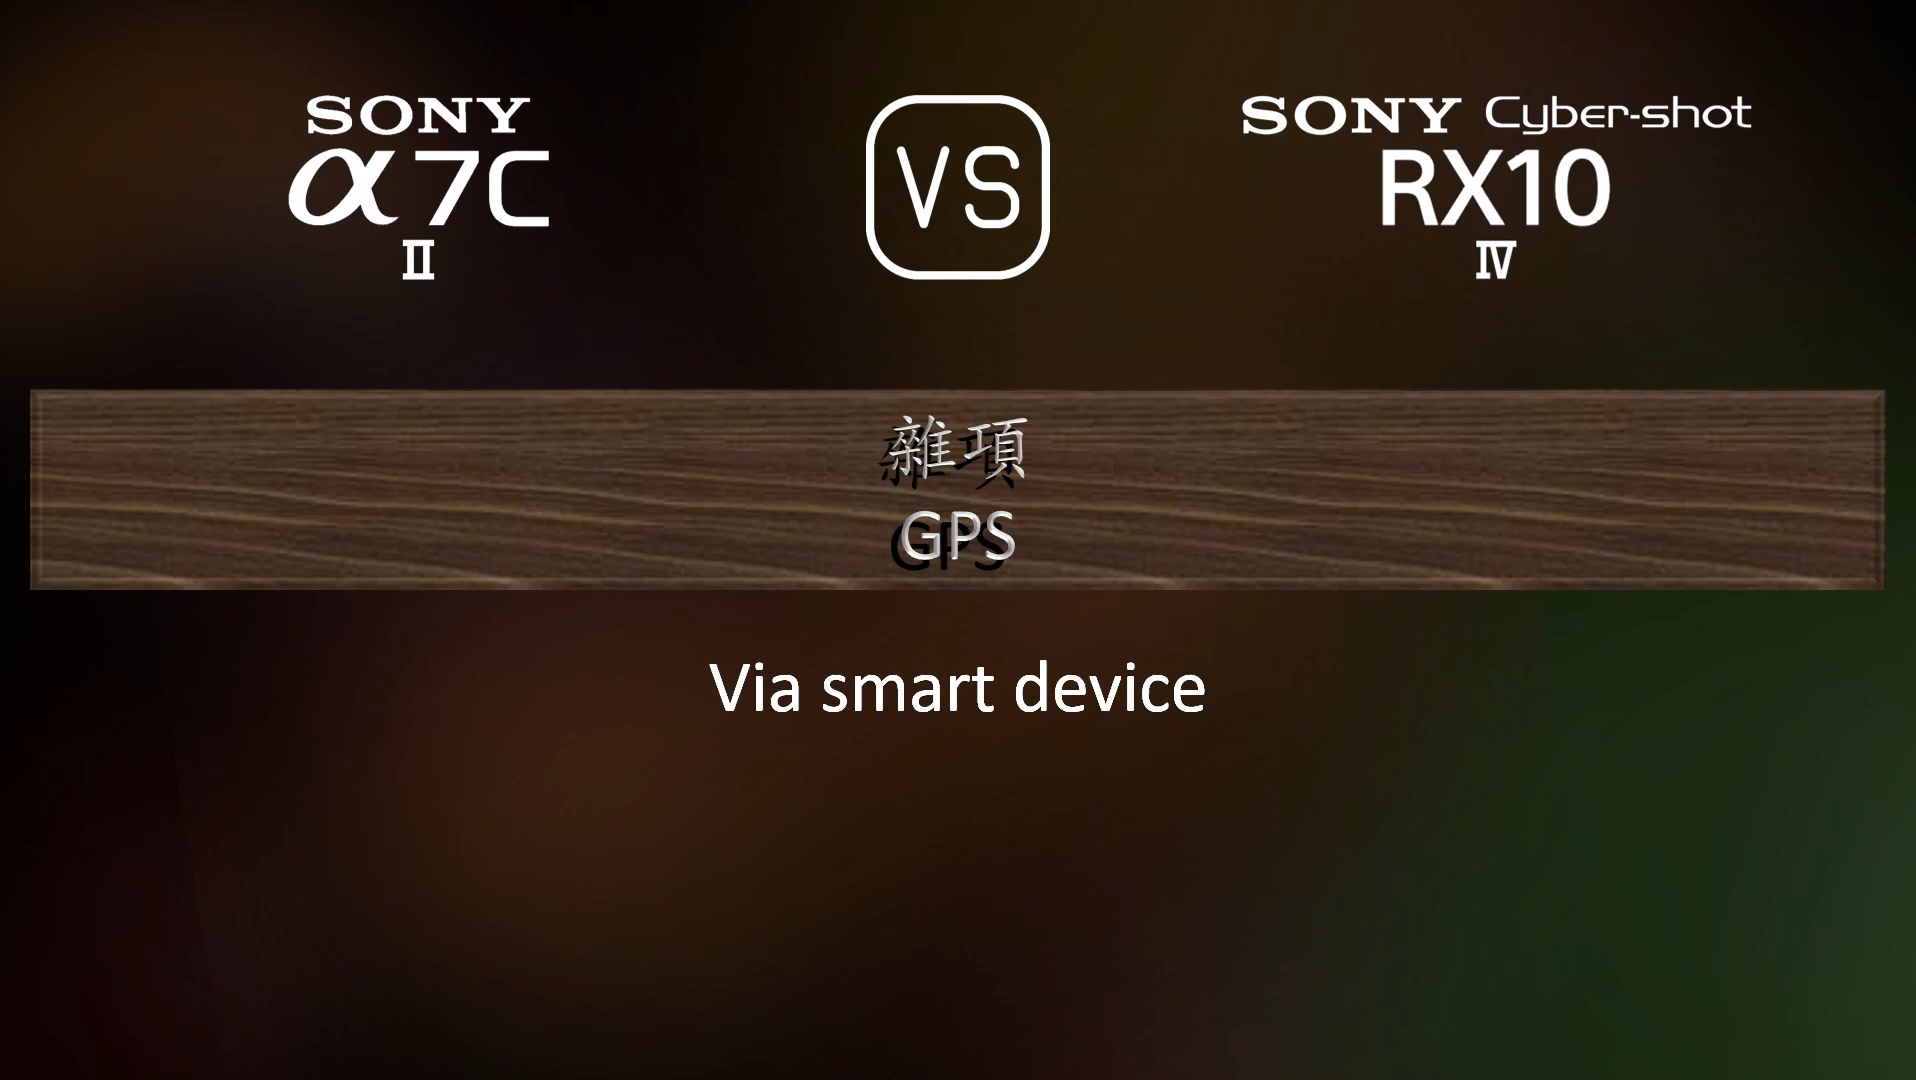 SONY
α7C
II
VS
SONY Cyber-shot
RX10
IV
雜項
GPS
Via smart device